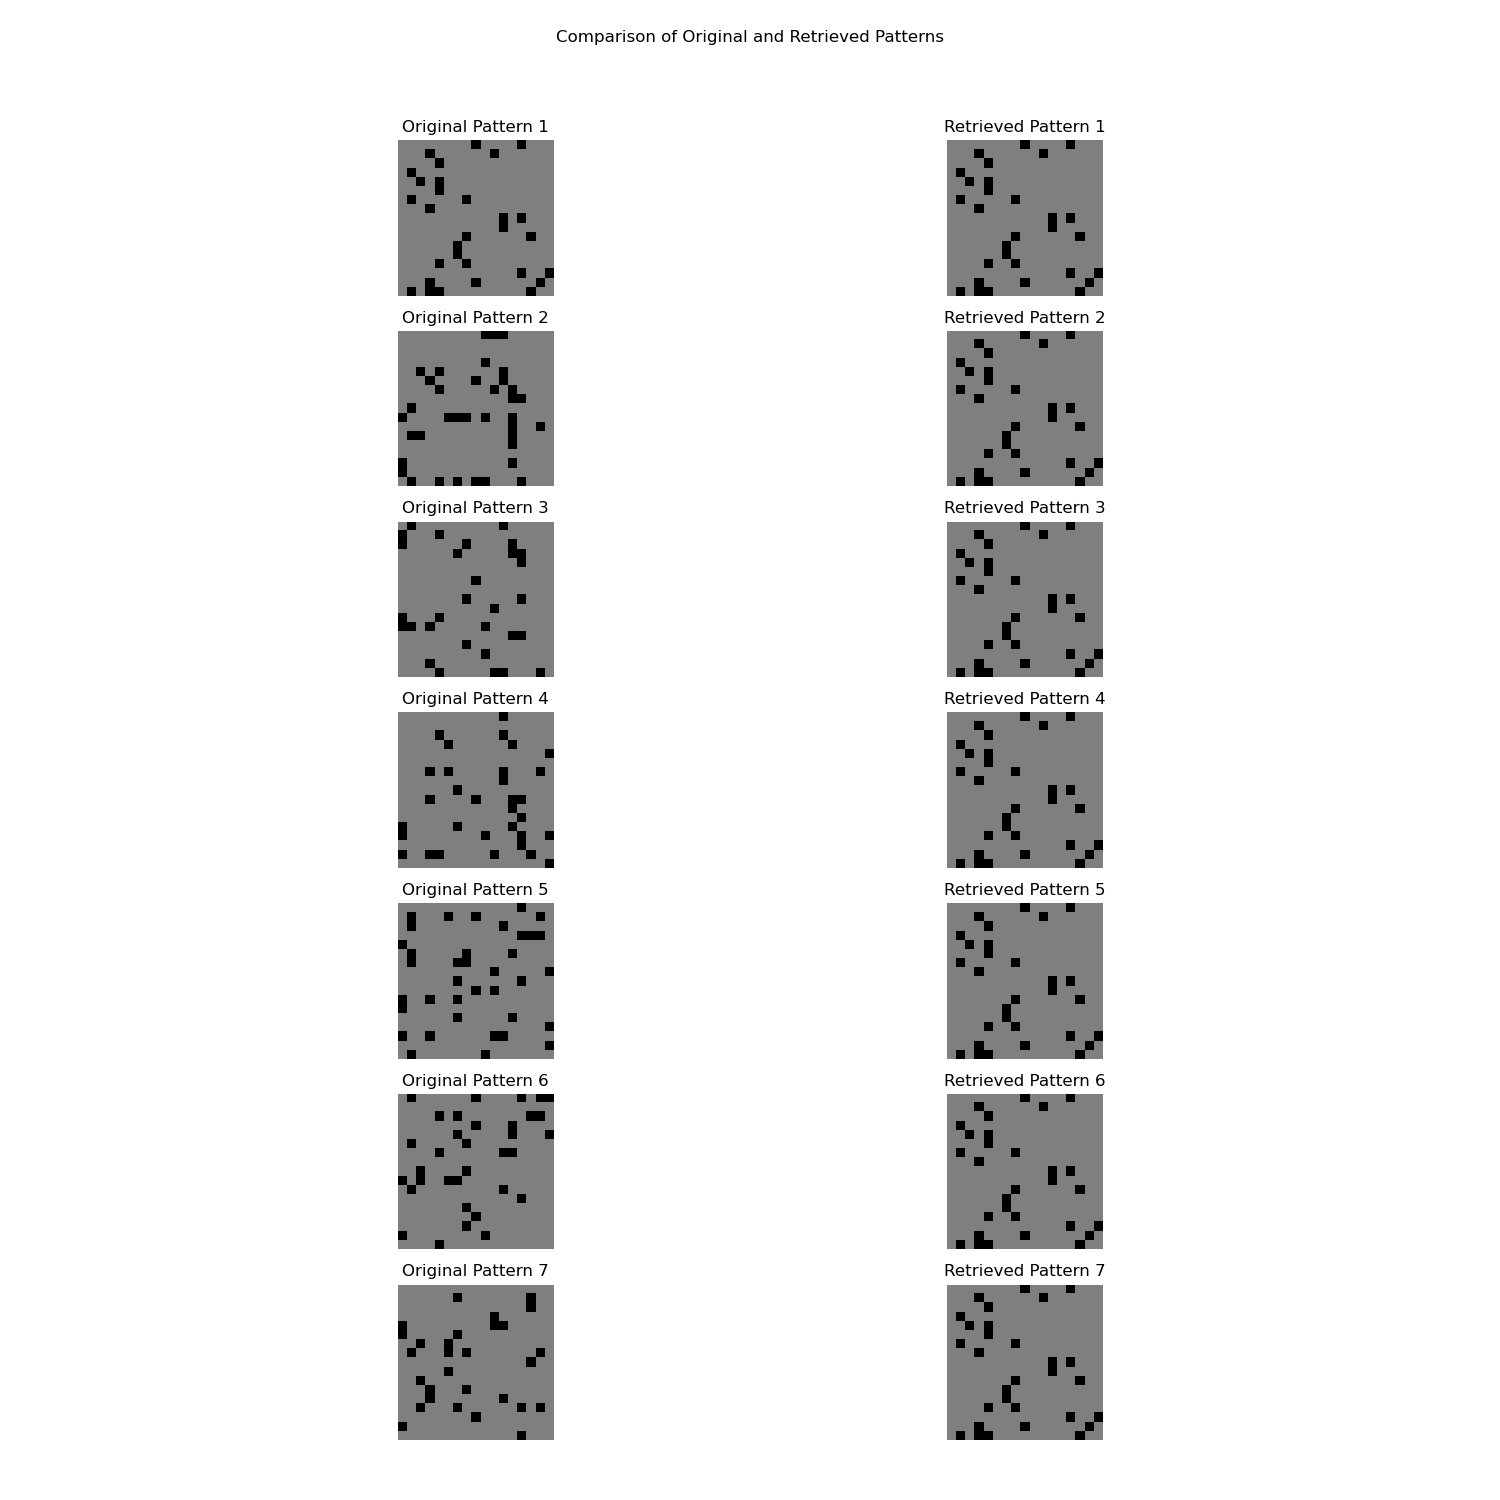 Comparison of Original and Retrieved Patterns
Original Pattern 1
Retrieved Pattern 1
Original Pattern 2
Retrieved Pattern 2
Original Pattern 3
Retrieved Pattern 3
Original Pattern 4
Retrieved Pattern 4
Original Pattern 5
Retrieved Pattern 5
Original Pattern 6
Retrieved Pattern 6
Original Pattern 7
Retrieved Pattern 7